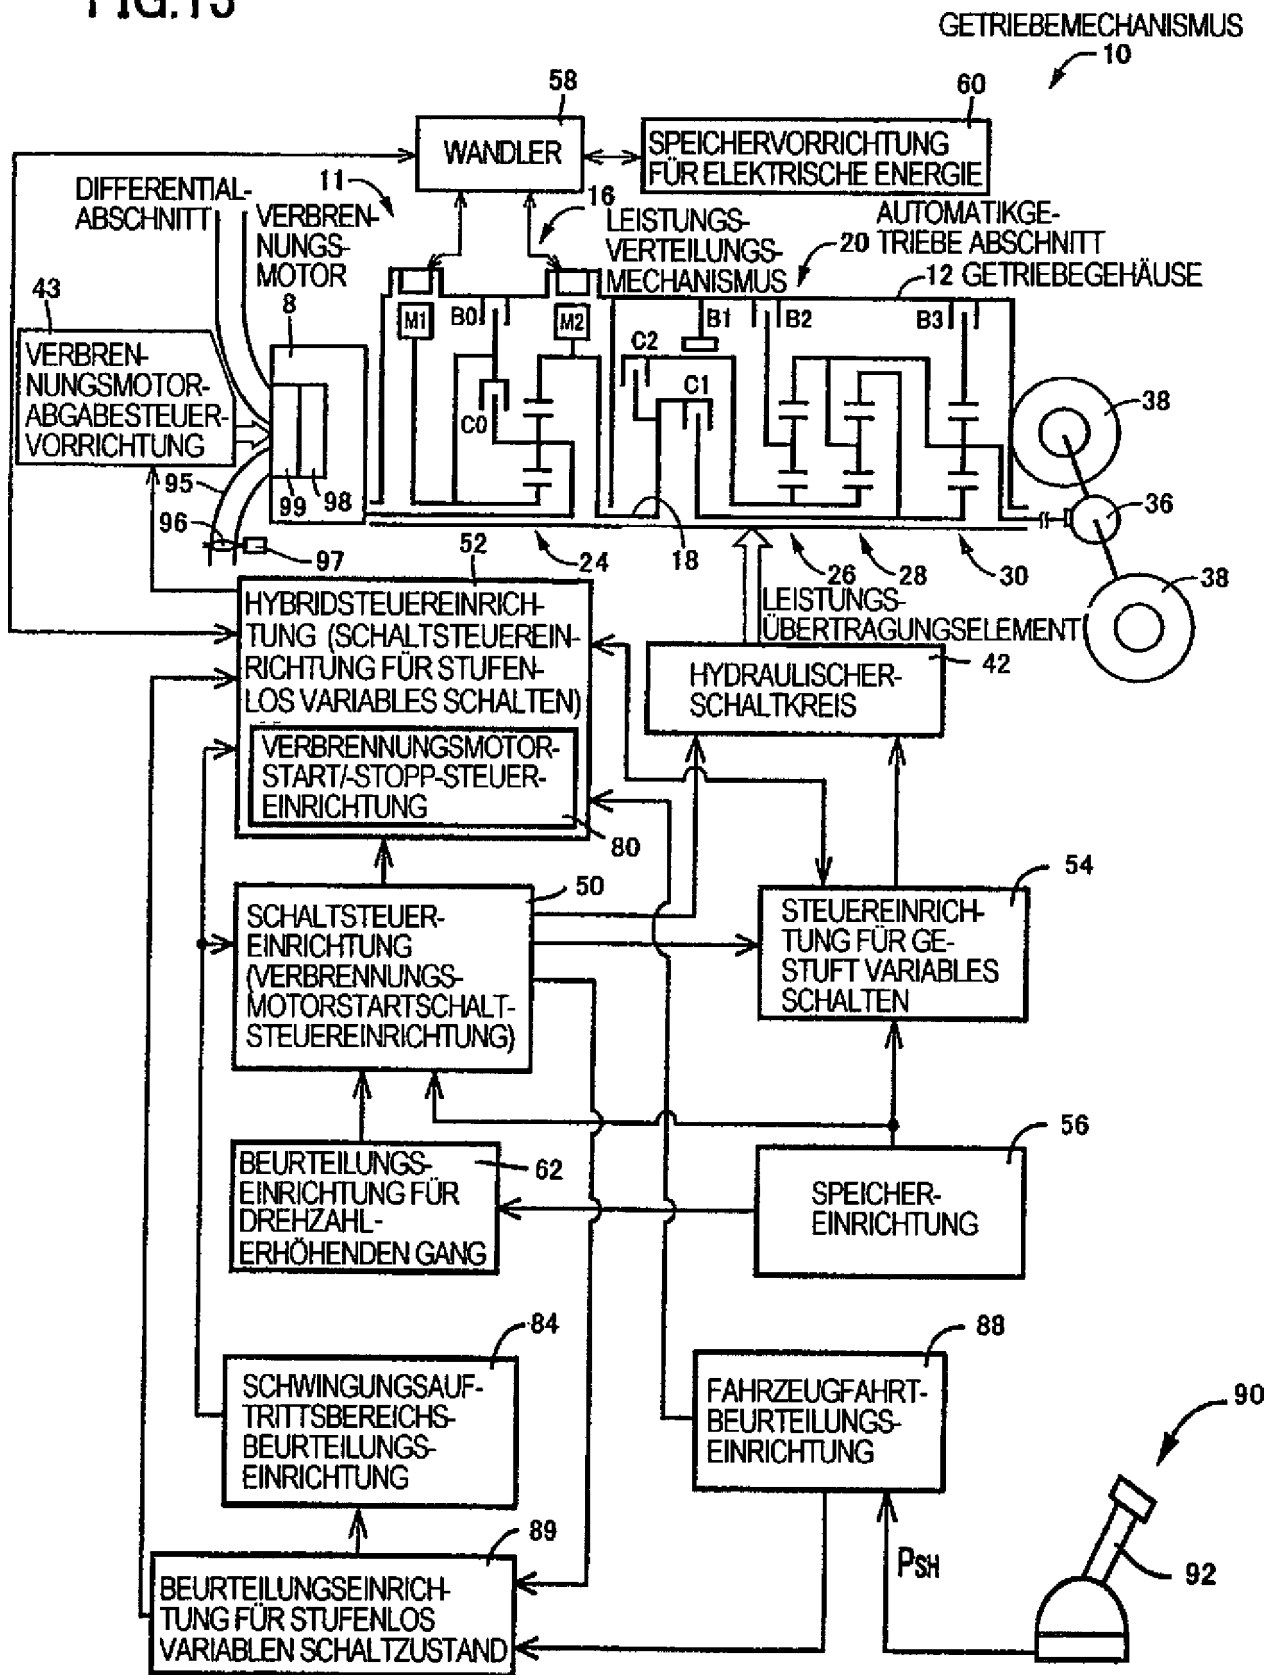 FIG.13
GETRIEBEMECHANISMUS
10
58
60
WANDLER
SPEICHERVORRICHTUNG
FÜR ELEKTRISCHE ENERGIE
DIFFERENTIAL-
ABSCHNITT
11
VERBREN-
NUNGS-
MOTOR
16
LEISTUNGS-
VERTEILUNGS-
MECHANISMUS
20
AUTOMATIKGE-
TRIEBE ABSCHNITT
12 GETRIEBEGEHÄUSE
43
8
M1
B0
M2
B1
B2
B3
C2
C1
C0
VERBREN-
NUNGSMOTOR-
ABGABESTEUER-
VORRICHTUNG
38
95
99
98
96
97
18
36
24
26
28
30
38
52
HYBRIDSTEUEREINRICH-
TUNG (SCHALTSTEUEREIN-
RICHTUNG FÜR STUFEN-
LOS VARIABLES SCHALTEN)
LEISTUNGS-
ÜBERTRAGUNGSELEMENT
42
HYDRAULISCHER-
SCHALTKREIS
VERBRENNUNGSMOTOR-
START/-STOPP-STEUER-
EINRICHTUNG
80
50
54
SCHALTSTEUER-
EINRICHTUNG
(VERBRENNUNGS-
MOTORSTARTSCHALT-
STEUEREINRICHTUNG)
STEUEREINRICH-
TUNG FÜR GE-
STUFT VARIABLES
SCHALTEN
56
BEURTEILUNGS-
EINRICHTUNG FÜR
DREHZAHL-
ERHÖHENDEN GANG
62
SPEICHER-
EINRICHTUNG
84
88
SCHWINGUNGSAUF-
TRITTSBEREICHS-
BEURTEILUNGS-
EINRICHTUNG
FAHRZEUGFAHRT-
BEURTEILUNGS-
EINRICHTUNG
90
89
PSH
92
BEURTEILUNGSEINRICH-
TUNG FÜR STUFENLOS
VARIABLEN SCHALTZUSTAND